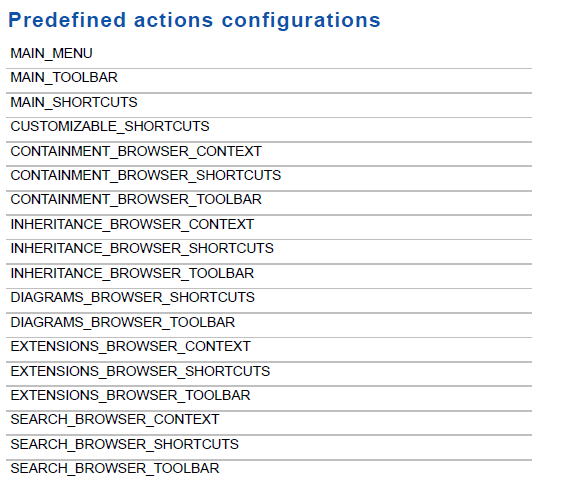 Predefined actions configurations
MAIN_MENU
MAIN_TOOLBAR
MAIN_SHORTCUTS
CUSTOMIZABLE_SHORTCUTS
CONTAINMENT_BROWSER_CONTEXT
CONTAINMENT_BROWSER_SHORTCUTS
CONTAINMENT_BROWSER_TOOLBAR
INHERITANCE_BROWSER_CONTEXT
INHERITANCE_BROWSER_SHORTCUTS
INHERITANCE_BROWSER_TOOLBAR
DIAGRAMS_BROWSER_SHORTCUTS
DIAGRAMS_BROWSER_TOOLBAR
EXTENSIONS_BROWSER_CONTEXT
EXTENSIONS_BROWSER_SHORTCUTS
EXTENSIONS_BROWSER_TOOLBAR
SEARCH_BROWSER_CONTEXT
SEARCH_BROWSER_SHORTCUTS
SEARCH_BROWSER_TOOLBAR